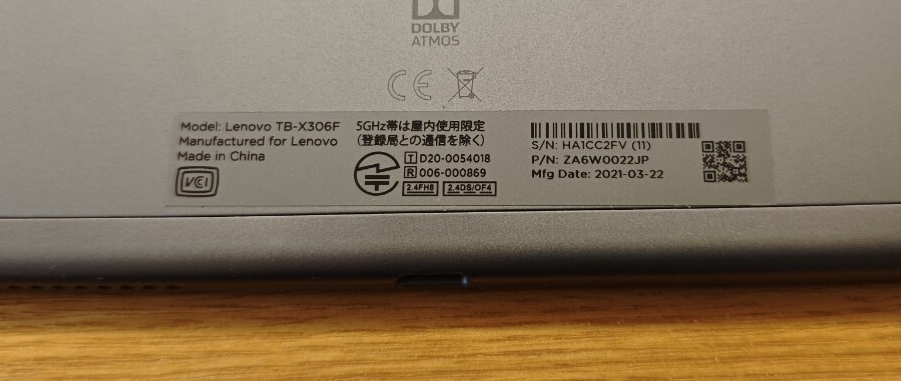 DOLBY
ATMOS
CE
Model: Lenovo TB-X306F
Manufactured for Lenovo
Made in China
VCI
5GHz帯は屋内使用限定
(登録局との通信を除く)
T D20-0054018
R 006-000869
2.4FH8 2.4DS/OF4
S/N: HA1CC2FV (11)
P/N: ZA6W0022JP
Mfg Date: 2021-03-22